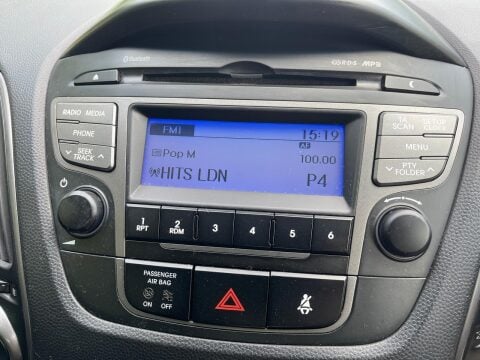 Bluetooth
RDS MP3
RADIO MEDIA
PHONE
SEEK
TRACK
FM1
15:19
AF
Pop M
100.00
HITS LDN
P4
TA
SCAN
SETUP
CLOCK
MENU
PTY
FOLDER
1
RPT
2
RDM
3
4
5
6
PASSENGER
AIR BAG
ON
OFF